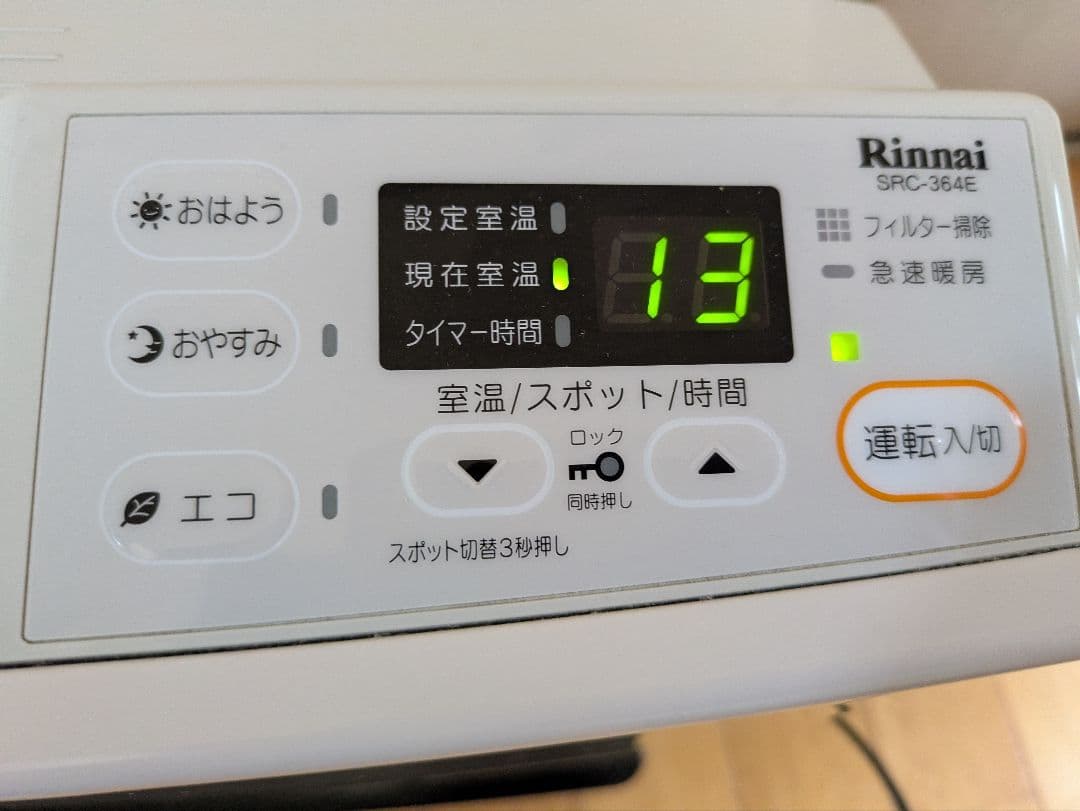 Rinnai
SRC-364E
おはよう
設定室温
現在室温
タイマー時間
13
フィルター掃除
急速暖房
おやすみ
室温/スポット/時間
ロック
同時押し
運転 入/切
エコ
スポット切替3秒押し